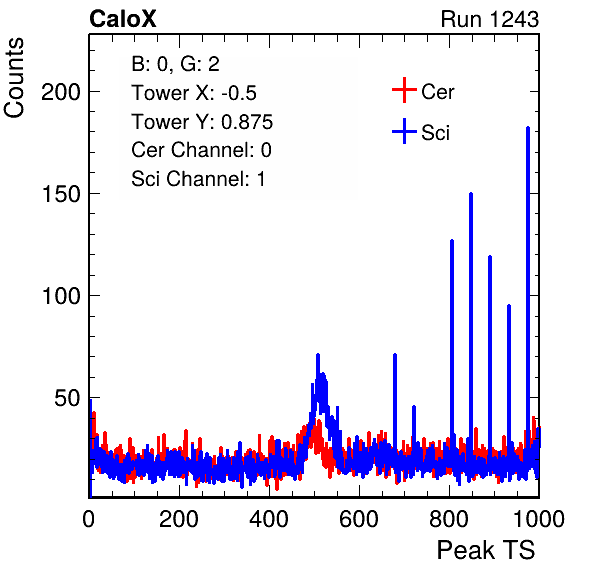 CaloX Run 1243
Counts
B: 0, G: 2
Tower X: -0.5
Tower Y: 0.875
Cer Channel: 0
Sci Channel: 1
Cer
Sci
200
150
100
50
0 200 400 600 800 1000
Peak TS